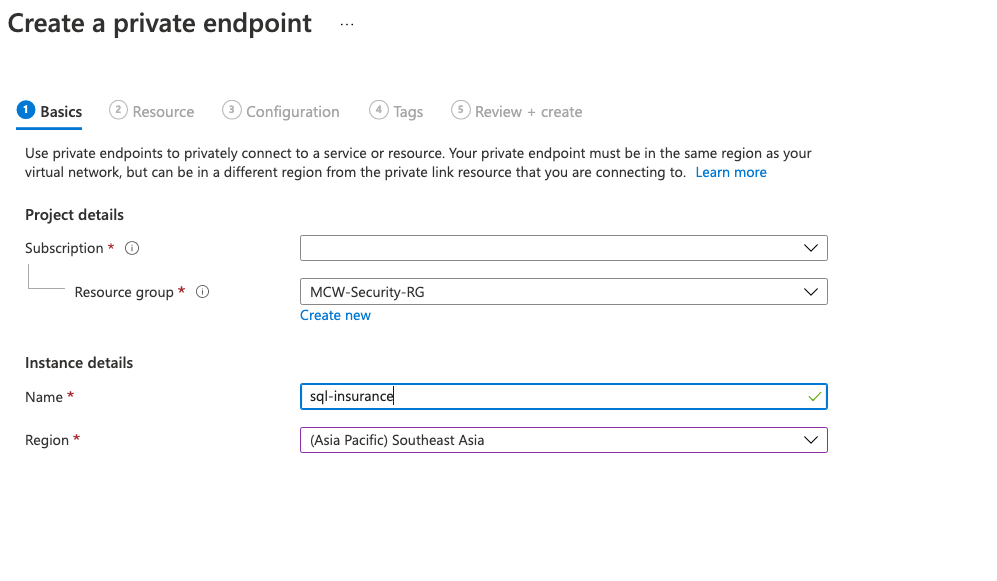 Create a private endpoint ...
1 Basics 2 Resource 3 Configuration 4 Tags 5 Review + create
Use private endpoints to privately connect to a service or resource. Your private endpoint must be in the same region as your
virtual network, but can be in a different region from the private link resource that you are connecting to. Learn more
Project details
Subscription *
Resource group * MCW-Security-RG
Create new
Instance details
Name * sql-insurance
Region * (Asia Pacific) Southeast Asia